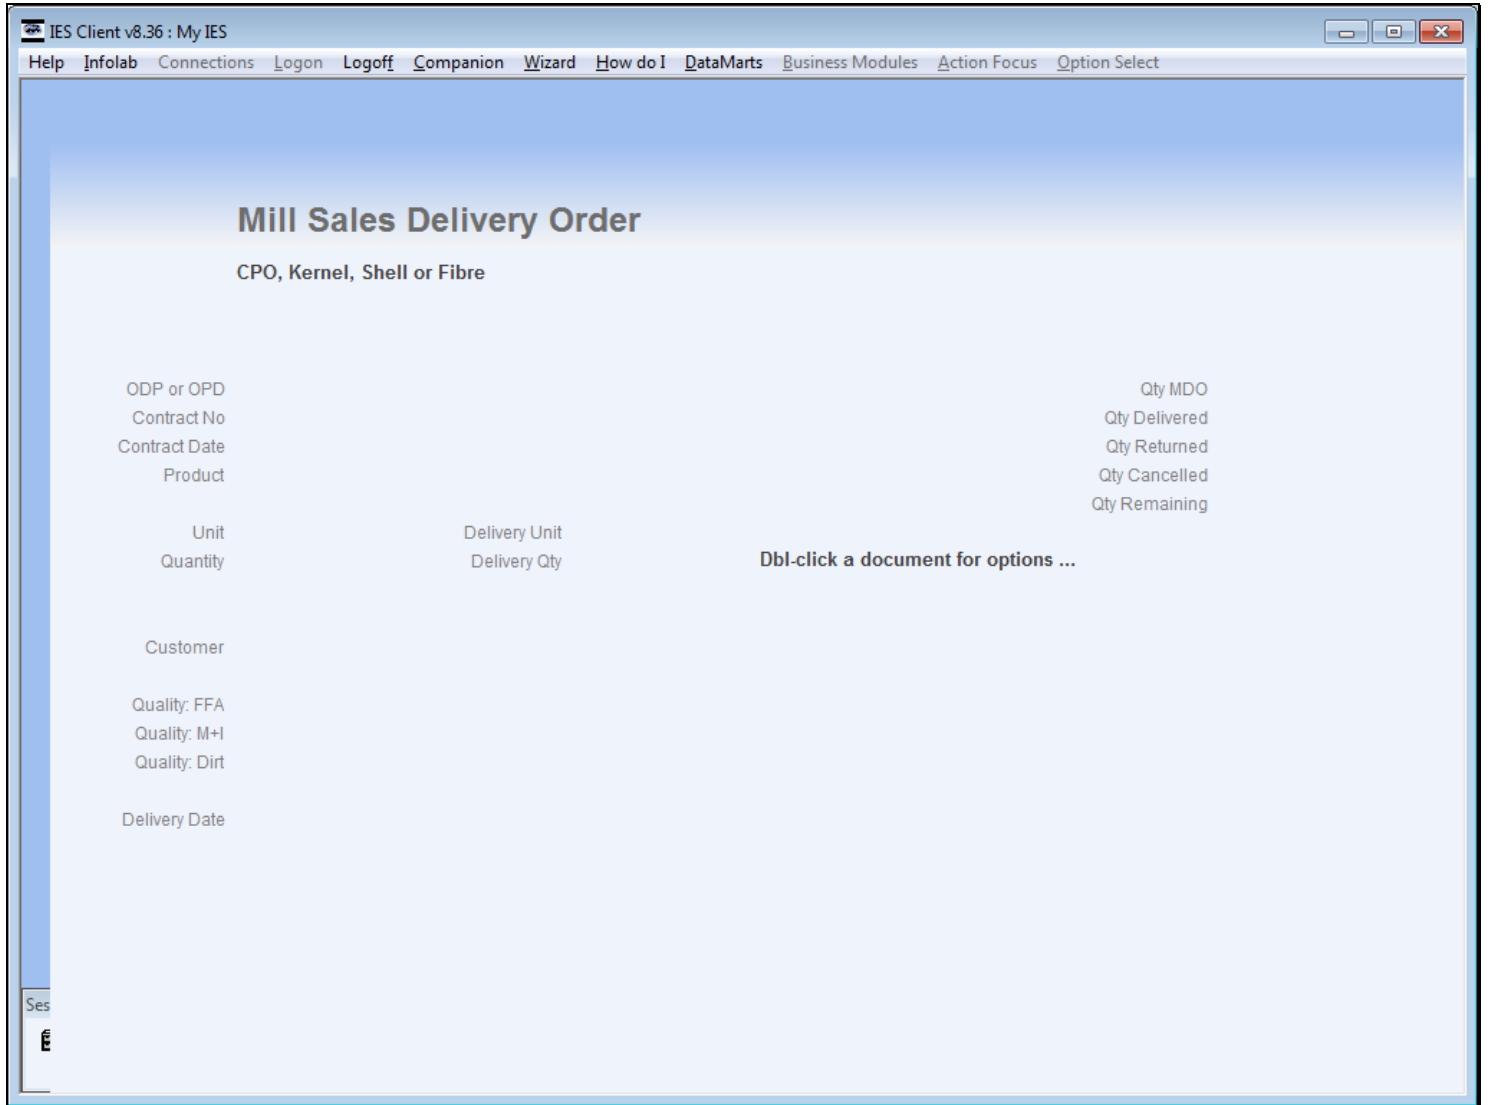 IES Client v8.36 : My IES
Help Infolab Connections Logon Logoff Companion Wizard How do I DataMarts Business Modules Action Focus Option Select
Mill Sales Delivery Order
CPO, Kernel, Shell or Fibre
ODP or OPD
Qty MDO
Contract No
Qty Delivered
Contract Date
Qty Returned
Product
Qty Cancelled
Qty Remaining
Unit
Delivery Unit
Quantity
Delivery Qty
Dbl-click a document for options ...
Customer
Quality: FFA
Quality: M+I
Quality: Dirt
Delivery Date
Ses